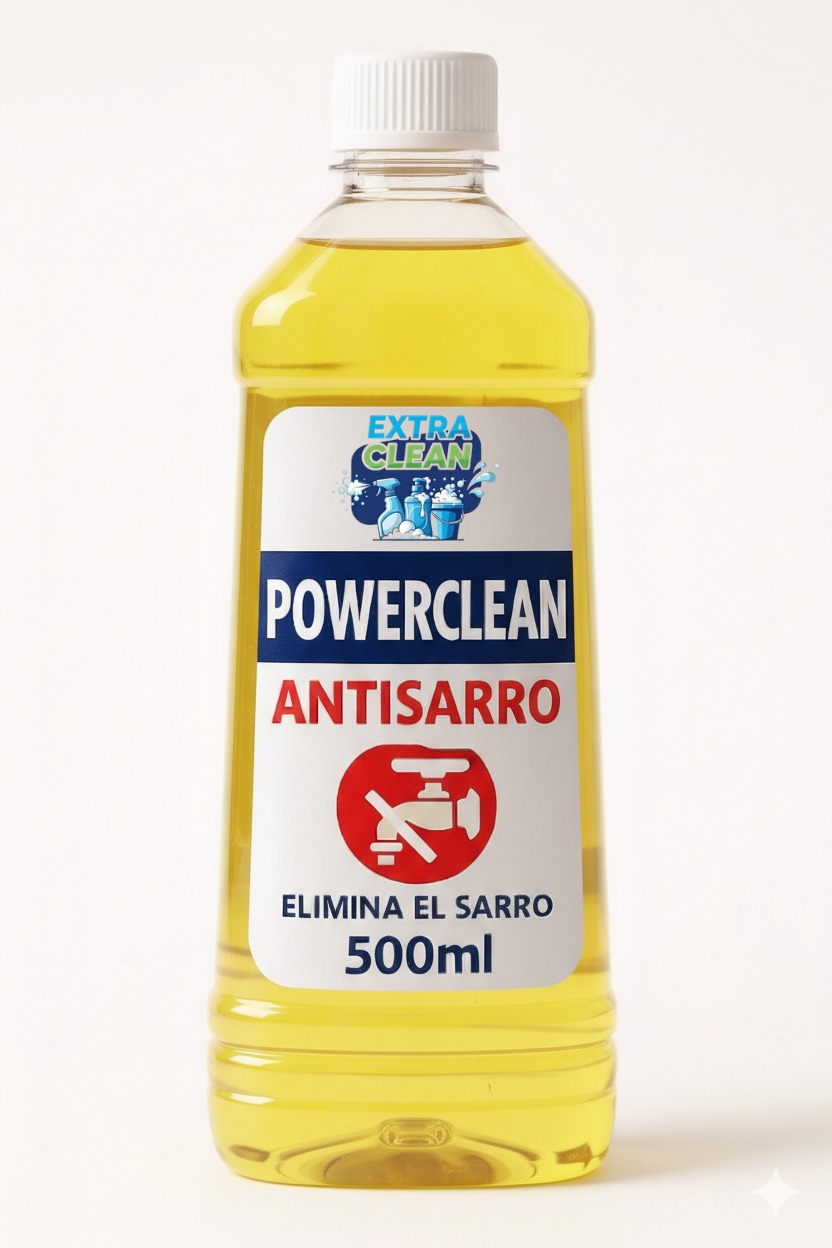 EXTRA
CLEAN
POWERCLEAN
ANTISARRO
ELIMINA EL SARRO
500ml